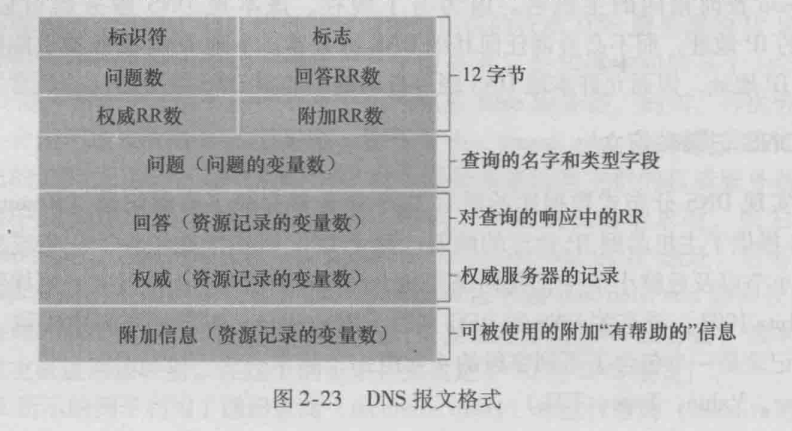 标识符 标志
问题数 回答RR数 12字节
权威RR数 附加RR数
问题（问题的变量数） 查询的名字和类型字段
回答（资源记录的变量数） 对查询的响应中的RR
权威（资源记录的变量数） 权威服务器的记录
附加信息（资源记录的变量数） 可被使用的附加“有帮助的”信息
图 2-23 DNS 报文格式